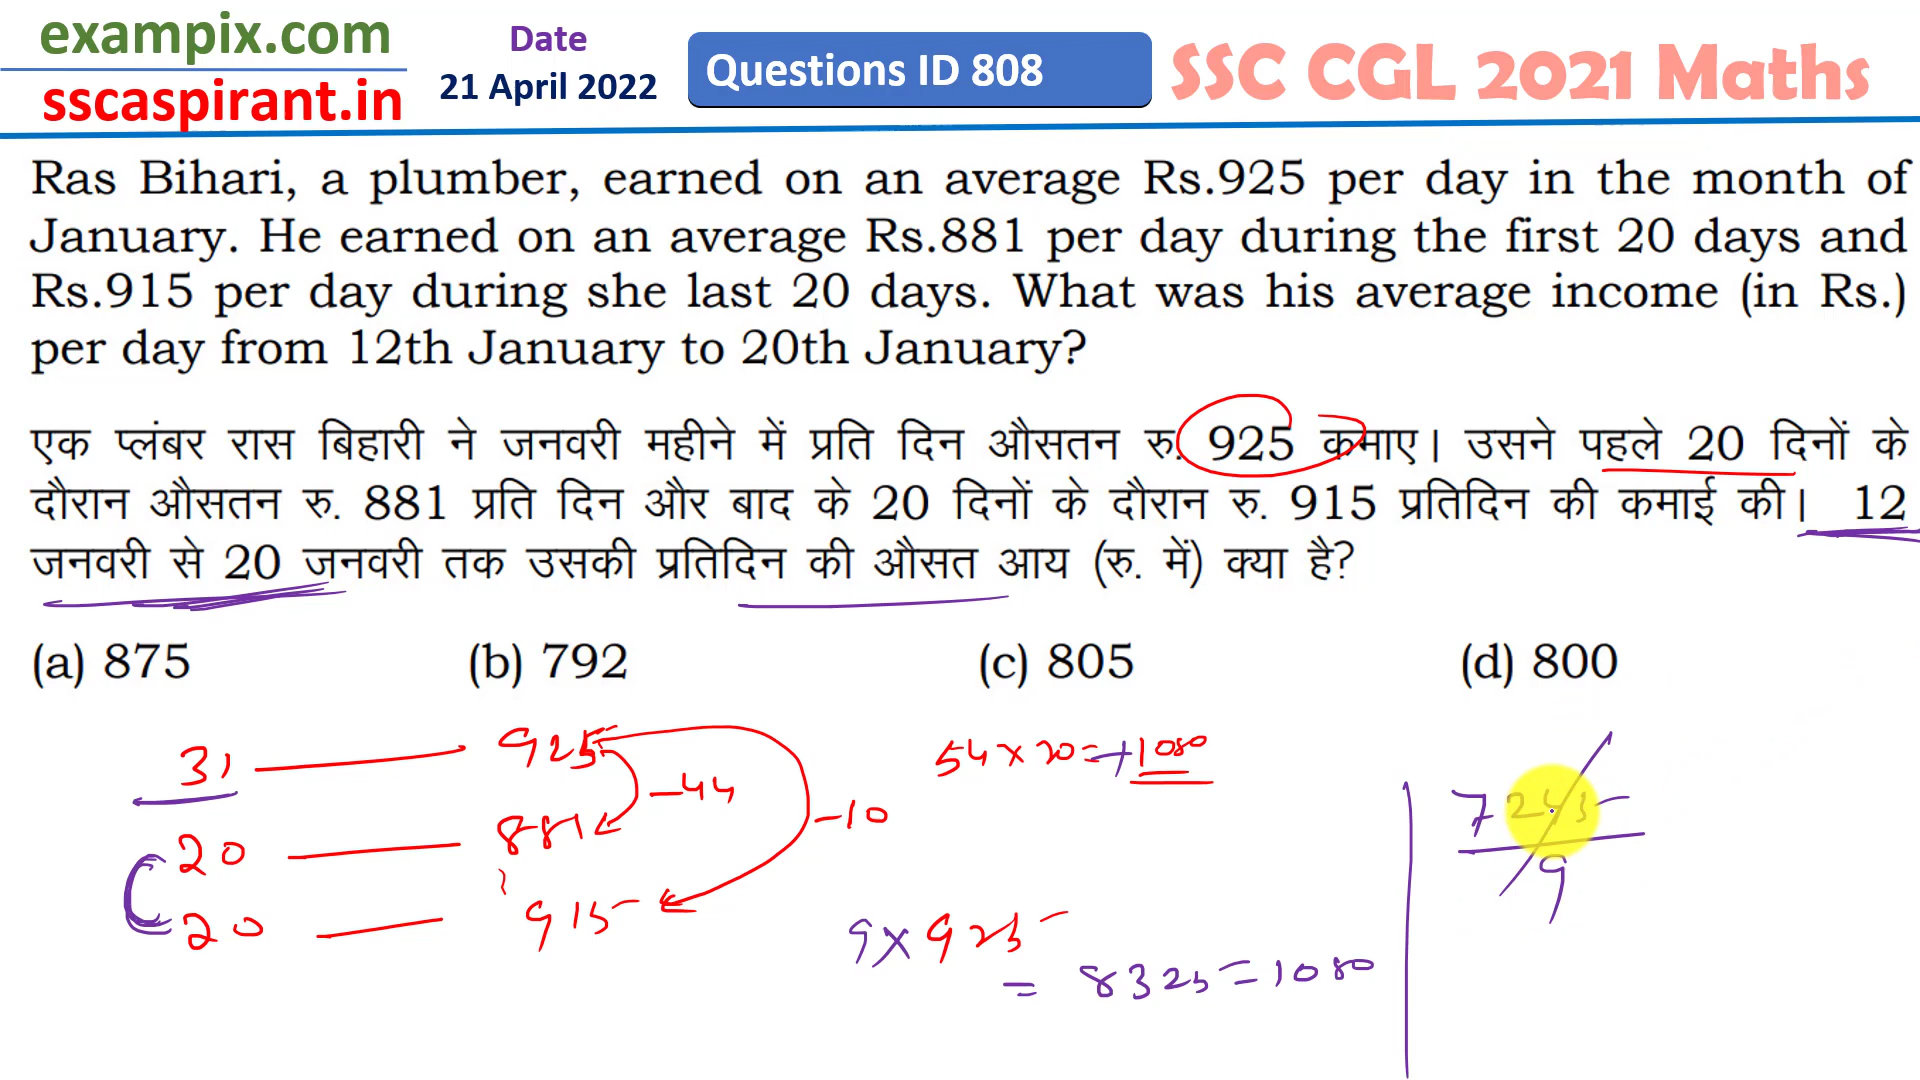 exampix.com
sscaspirant.in
Date
21 April 2022
Questions ID 808
SSC CGL 2021 Maths
Ras Bihari, a plumber, earned on an average Rs.925 per day in the month of
January. He earned on an average Rs.881 per day during the first 20 days and
Rs.915 per day during she last 20 days. What was his average income (in Rs.)
per day from 12th January to 20th January?
एक प्लंबर रास बिहारी ने जनवरी महीने में प्रति दिन औसतन रु. 925 कमाए। उसने पहले 20 दिनों के
दौरान औसतन रु. 881 प्रति दिन और बाद के 20 दिनों के दौरान रु. 915 प्रतिदिन की कमाई की। 12
जनवरी से 20 जनवरी तक उसकी प्रतिदिन की औसत आय (रु. में) क्या है?
(a) 875 (b) 792 (c) 805 (d) 800
31 925
-44
20 881
-10
20 915
54 x 20 = +1080
9 x 925
= 8325 = 1080
7245
9